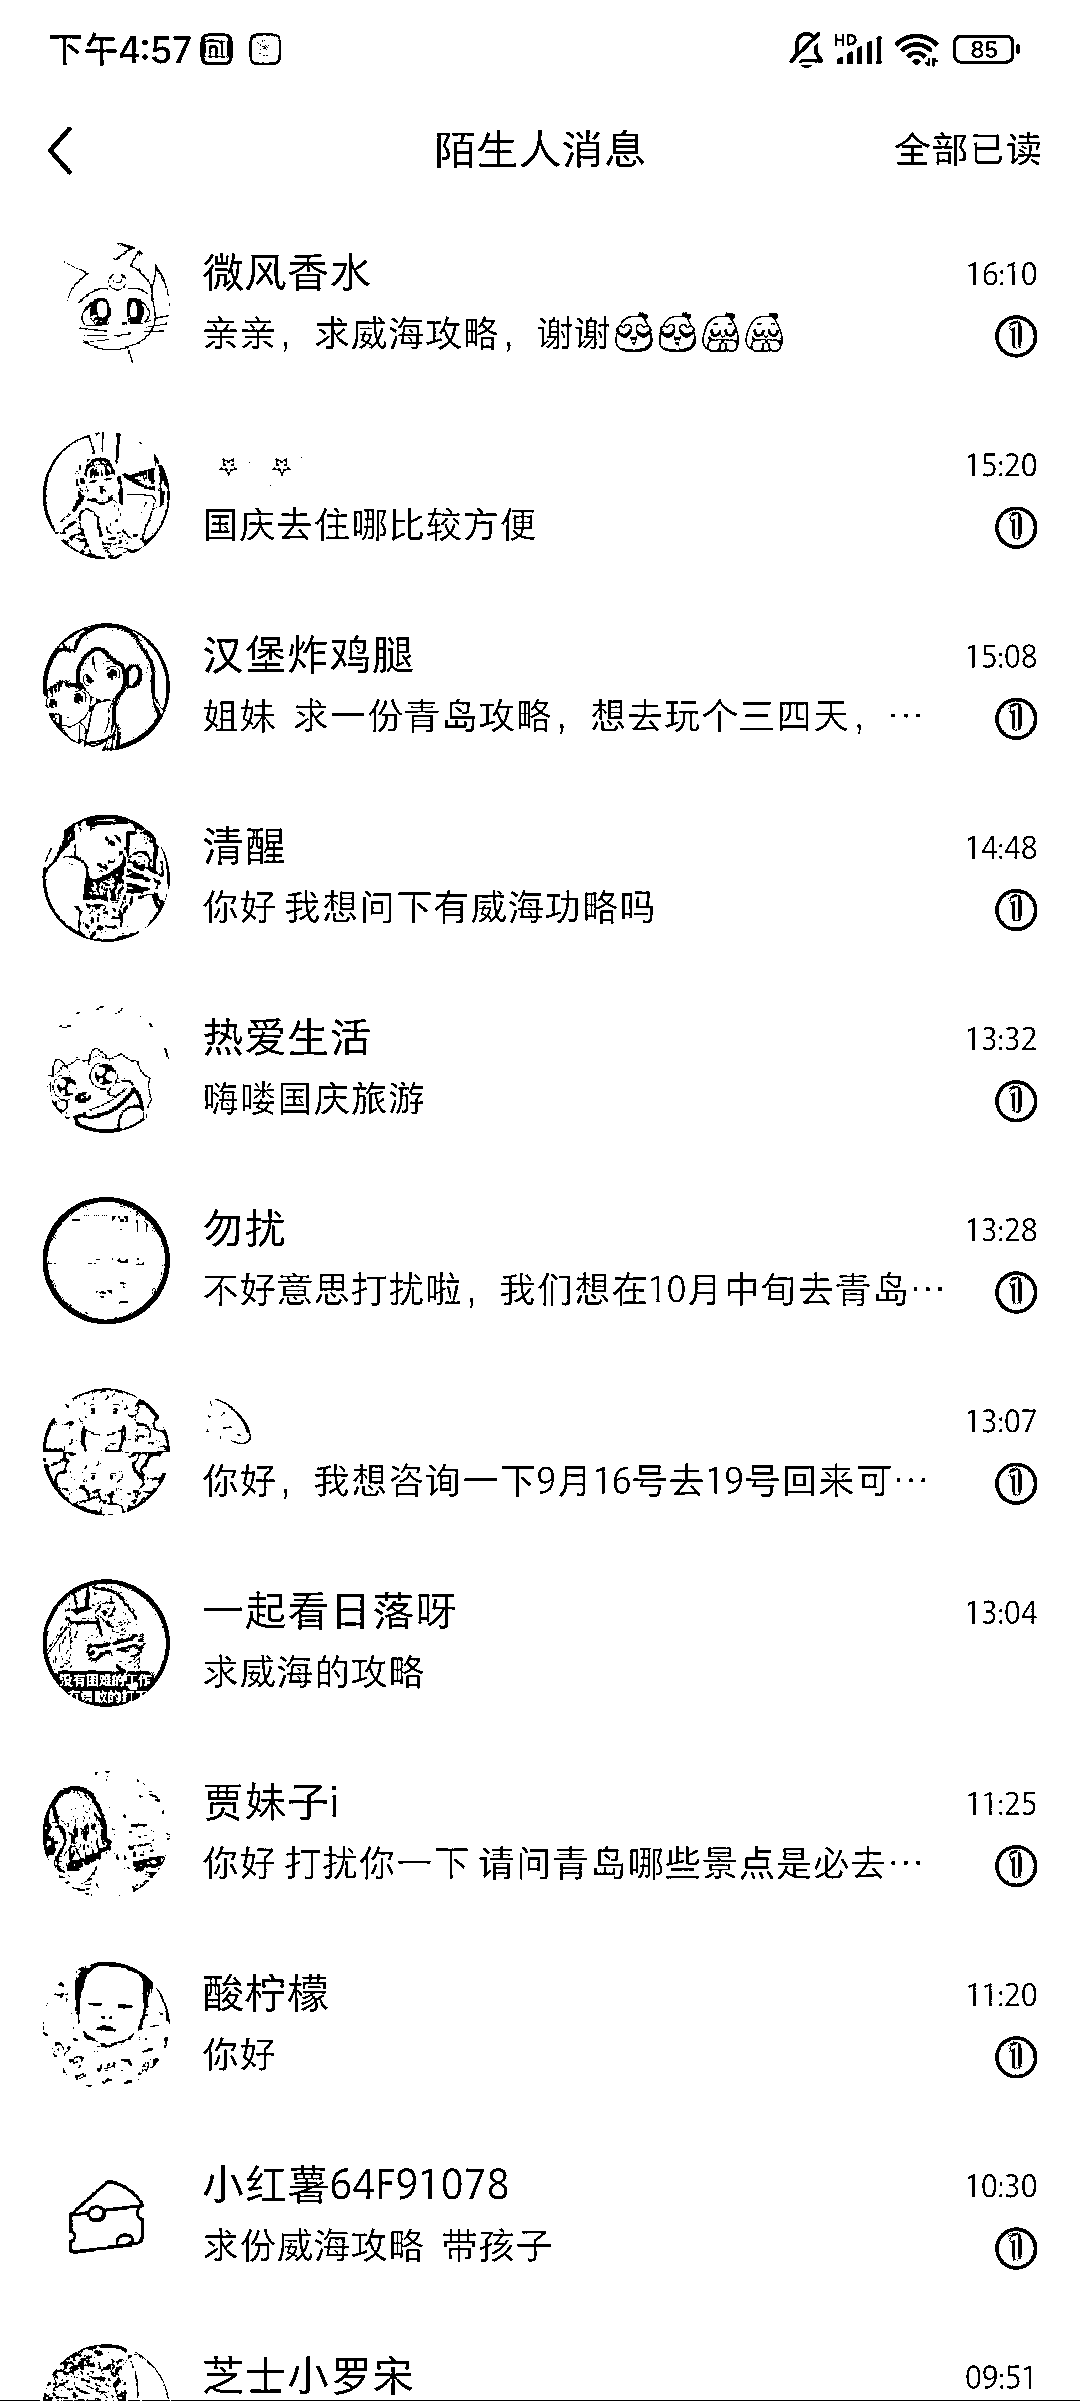 下午4:57
HD
85
陌生人消息
全部已读
微风香水
16:10
亲亲，求威海攻略，谢谢
1
15:20
国庆去住哪比较方便
1
汉堡炸鸡腿
15:08
姐妹 求一份青岛攻略，想去玩个三四天，…
1
清醒
14:48
你好 我想问下有威海功略吗
1
热爱生活
13:32
嗨喽国庆旅游
1
勿扰
13:28
不好意思打扰啦，我们想在10月中旬去青岛…
1
13:07
你好，我想咨询一下9月16号去19号回来可…
1
一起看日落呀
13:04
求威海的攻略
没有困难的工作
贾妹子i
11:25
你好 打扰你一下 请问青岛哪些景点是必去…
1
酸柠檬
11:20
你好
1
小红薯64F91078
10:30
求份威海攻略 带孩子
1
芝士小罗宋
09:51